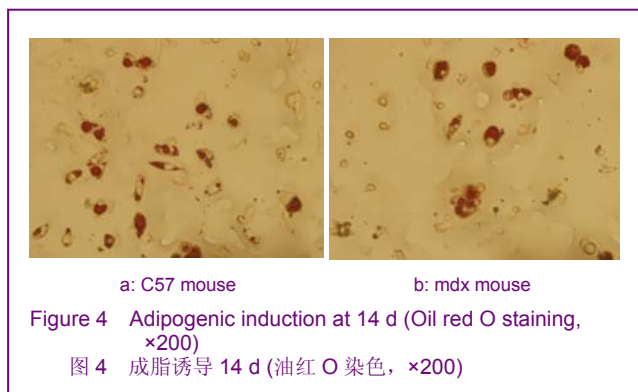 a: C57 mouse
b: mdx mouse
Figure 4 Adipogenic induction at 14 d (Oil red O staining,
×200)
图 4 成脂诱导 14 d (油红 O 染色，×200)